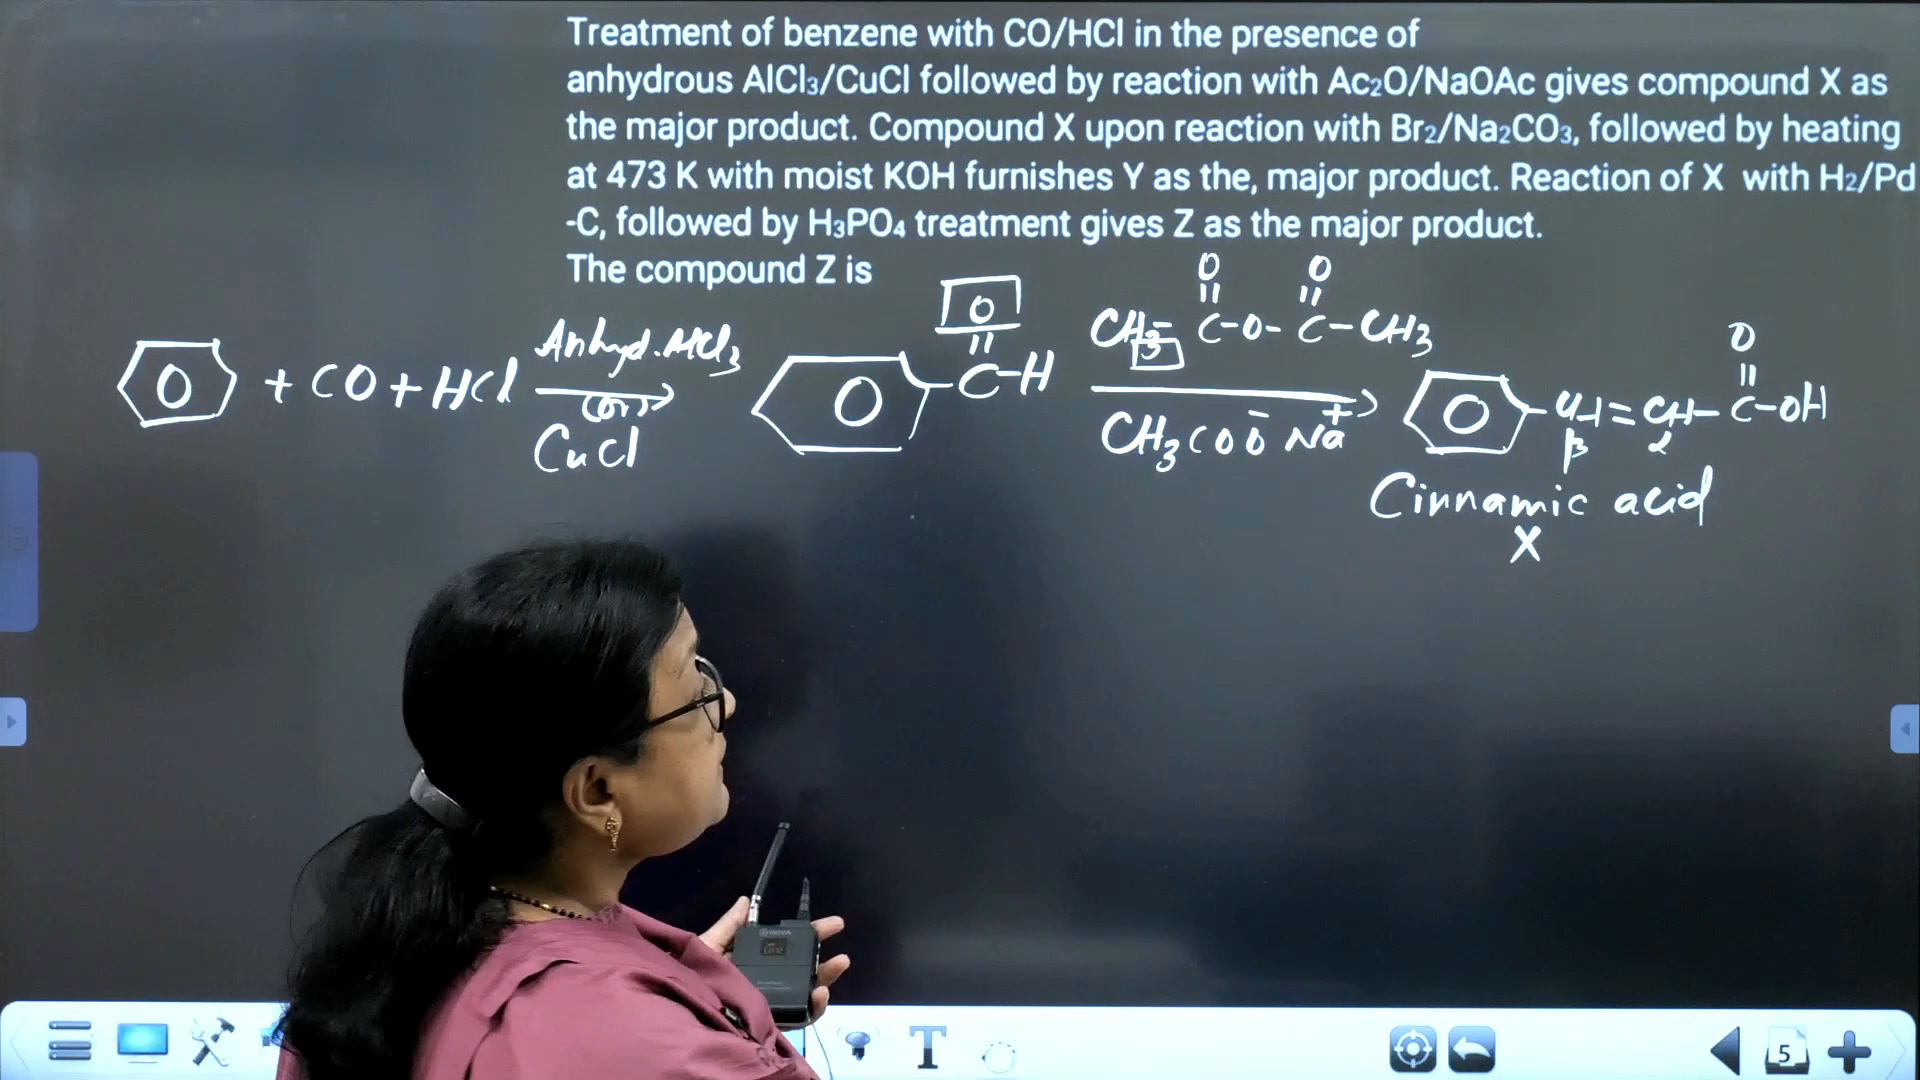 Treatment of benzene with CO/HCl in the presence of
anhydrous AlCl₃/CuCl followed by reaction with Ac₂O/NaOAc gives compound X as
the major product. Compound X upon reaction with Br₂/Na₂CO₃, followed by heating
at 473 K with moist KOH furnishes Y as the, major product. Reaction of X with H₂/Pd
-C, followed by H₃PO₄ treatment gives Z as the major product.
The compound Z is
O
O O O
|| ||
CH₃- C-O-C-CH₃
O
||
Anhyd. AlCl₃
+ CO + HCl
(or)
CuCl
||
C-H
CH₃COO⁻ Na⁺
CH=CH-C-OH
β α
Cinnamic acid
X
T
5